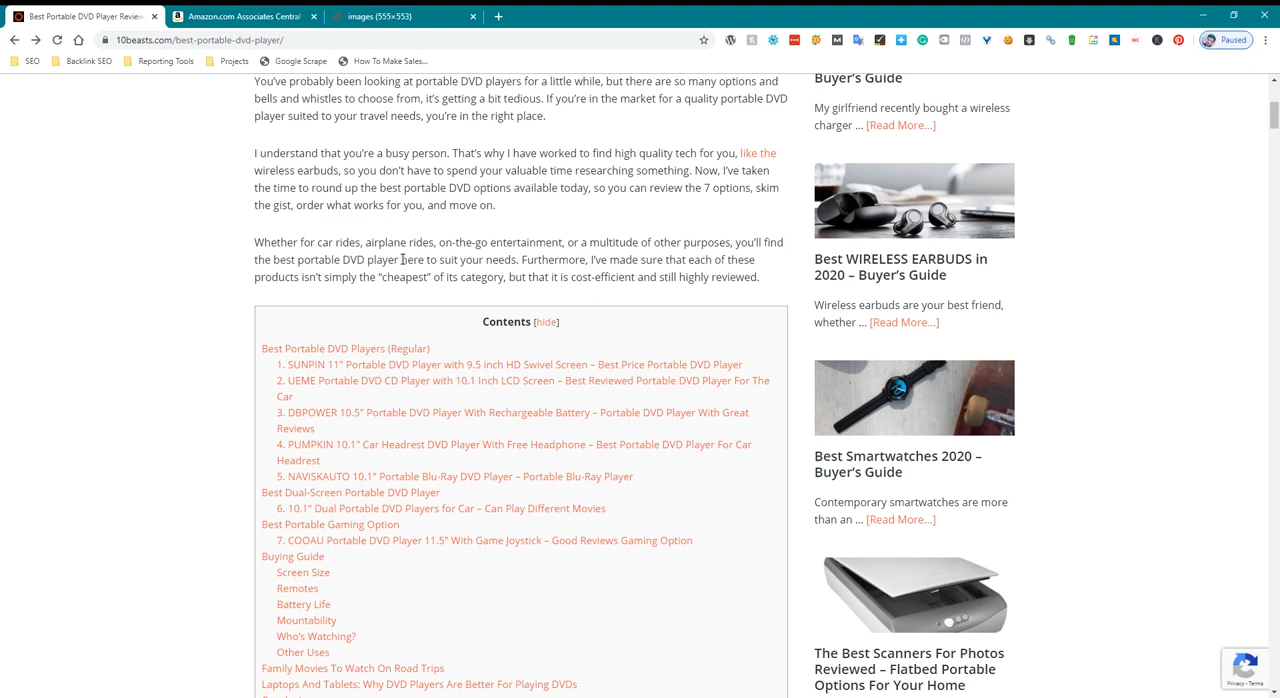 Best Portable DVD Player Review
Amazon.com Associates Central
images (555×553)
10beasts.com/best-portable-dvd-player/
Paused
SEO
Backlink SEO
Reporting Tools
Projects
Google Scrape
How To Make Sales...
You've probably been looking at portable DVD players for a little while, but there are so many options and
bells and whistles to choose from, it's getting a bit tedious. If you're in the market for a quality portable DVD
player suited to your travel needs, you're in the right place.
I understand that you're a busy person. That's why I have worked to find high quality tech for you, like the
wireless earbuds, so you don't have to spend your valuable time researching something. Now, I've taken
the time to round up the best portable DVD options available today, so you can review the 7 options, skim
the gist, order what works for you, and move on.
Whether for car rides, airplane rides, on-the-go entertainment, or a multitude of other purposes, you'll find
the best portable DVD player here to suit your needs. Furthermore, I've made sure that each of these
products isn't simply the “cheapest” of its category, but that it is cost-efficient and still highly reviewed.
Contents [hide]
Best Portable DVD Players (Regular)
1. SUNPIN 11" Portable DVD Player with 9.5 inch HD Swivel Screen – Best Price Portable DVD Player
2. UEME Portable DVD CD Player with 10.1 Inch LCD Screen – Best Reviewed Portable DVD Player For The
Car
3. DBPOWER 10.5" Portable DVD Player With Rechargeable Battery – Portable DVD Player With Great
Reviews
4. PUMPKIN 10.1" Car Headrest DVD Player With Free Headphone – Best Portable DVD Player For Car
Headrest
5. NAVISKAUTO 10.1" Portable Blu-Ray DVD Player – Portable Blu-Ray Player
Best Dual-Screen Portable DVD Player
6. 10.1" Dual Portable DVD Players for Car – Can Play Different Movies
Best Portable Gaming Option
7. COOAU Portable DVD Player 11.5" With Game Joystick – Good Reviews Gaming Option
Buying Guide
Screen Size
Remotes
Battery Life
Mountability
Who's Watching?
Other Uses
Family Movies To Watch On Road Trips
Laptops And Tablets: Why DVD Players Are Better For Playing DVDs
Buyer's Guide
My girlfriend recently bought a wireless
charger ... [Read More...]
Best WIRELESS EARBUDS in
2020 – Buyer's Guide
Wireless earbuds are your best friend,
whether ... [Read More...]
Best Smartwatches 2020 –
Buyer's Guide
Contemporary smartwatches are more
than an ... [Read More...]
The Best Scanners For Photos
Reviewed – Flatbed Portable
Options For Your Home
Privacy - Terms